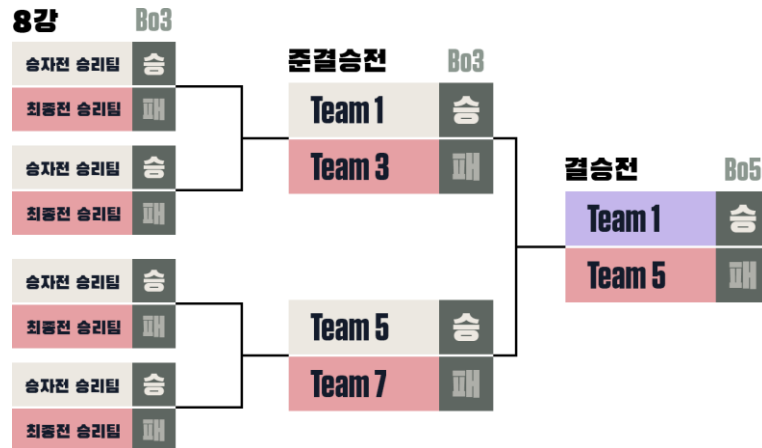 8강 Bo3
승자전 승리팀 승
최종전 승리팀 패
승자전 승리팀 승
최종전 승리팀 패
승자전 승리팀 승
최종전 승리팀 패
승자전 승리팀 승
최종전 승리팀 패
준결승전 Bo3
Team 1 승
Team 3 패
Team 5 승
Team 7 패
결승전 Bo5
Team 1 승
Team 5 패